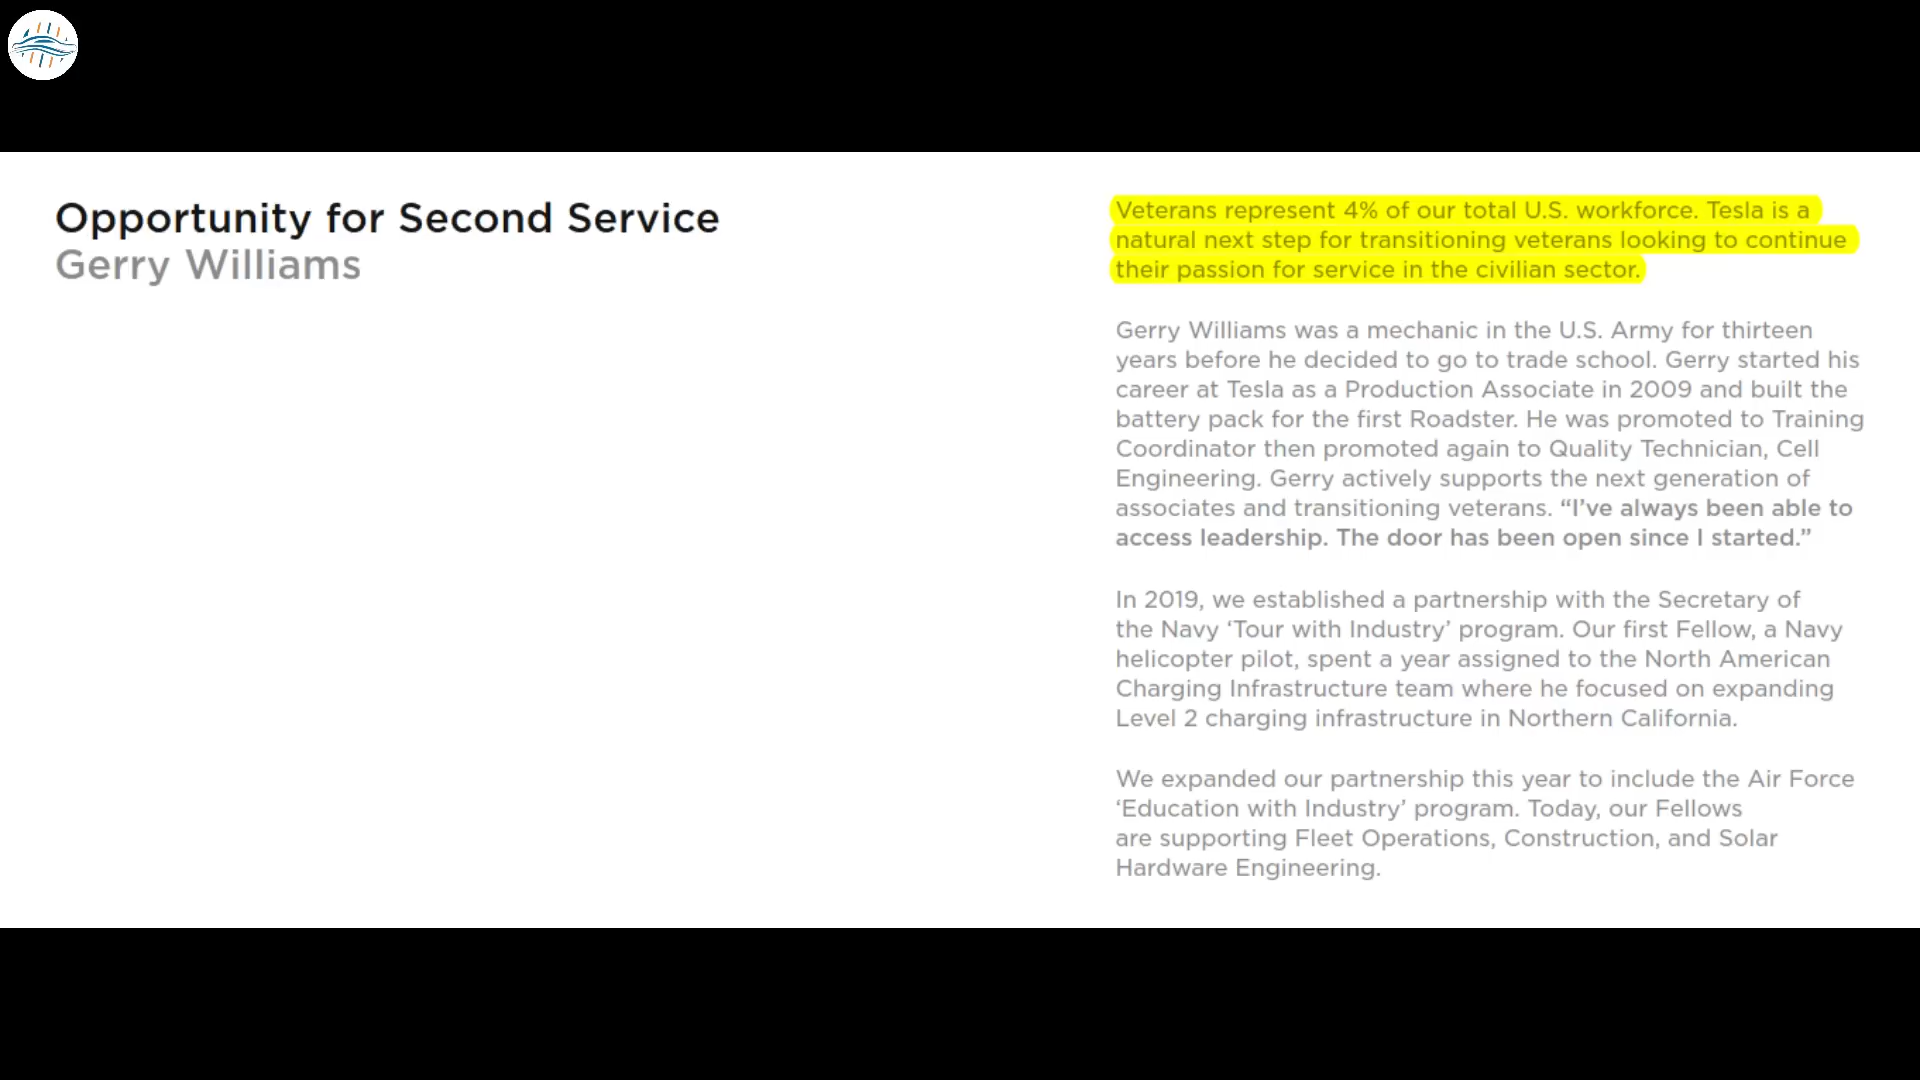 Opportunity for Second Service
Gerry Williams
Veterans represent 4% of our total U.S. workforce. Tesla is a
natural next step for transitioning veterans looking to continue
their passion for service in the civilian sector.
Gerry Williams was a mechanic in the U.S. Army for thirteen
years before he decided to go to trade school. Gerry started his
career at Tesla as a Production Associate in 2009 and built the
battery pack for the first Roadster. He was promoted to Training
Coordinator then promoted again to Quality Technician, Cell
Engineering. Gerry actively supports the next generation of
associates and transitioning veterans. “I’ve always been able to
access leadership. The door has been open since I started.”
In 2019, we established a partnership with the Secretary of
the Navy ‘Tour with Industry’ program. Our first Fellow, a Navy
helicopter pilot, spent a year assigned to the North American
Charging Infrastructure team where he focused on expanding
Level 2 charging infrastructure in Northern California.
We expanded our partnership this year to include the Air Force
‘Education with Industry’ program. Today, our Fellows
are supporting Fleet Operations, Construction, and Solar
Hardware Engineering.